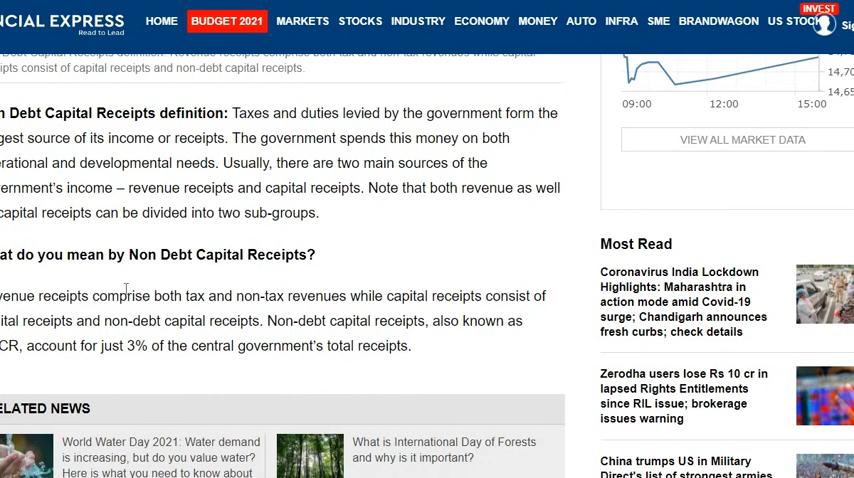 NCIAL EXPRESS
Read to Lead
HOME BUDGET 2021 MARKETS STOCKS INDUSTRY ECONOMY MONEY AUTO INFRA SME BRANDWAGON US STOCK
INVEST
ipts consist of capital receipts and non-debt capital receipts.
n Debt Capital Receipts definition: Taxes and duties levied by the government form the
gest source of its income or receipts. The government spends this money on both
erational and developmental needs. Usually, there are two main sources of the
vernment's income – revenue receipts and capital receipts. Note that both revenue as well
capital receipts can be divided into two sub-groups.
at do you mean by Non Debt Capital Receipts?
venue receipts comprise both tax and non-tax revenues while capital receipts consist of
ital receipts and non-debt capital receipts. Non-debt capital receipts, also known as
CR, account for just 3% of the central government's total receipts.
ELATED NEWS
World Water Day 2021: Water demand
is increasing, but do you value water?
Here is what you need to know about
What is International Day of Forests
and why is it important?
14,70
14,65
09:00 12:00 15:00
VIEW ALL MARKET DATA
Most Read
Coronavirus India Lockdown
Highlights: Maharashtra in
action mode amid Covid-19
surge; Chandigarh announces
fresh curbs; check details
Zerodha users lose Rs 10 cr in
lapsed Rights Entitlements
since RIL issue; brokerage
issues warning
China trumps US in Military
Direct's list of strongest armies